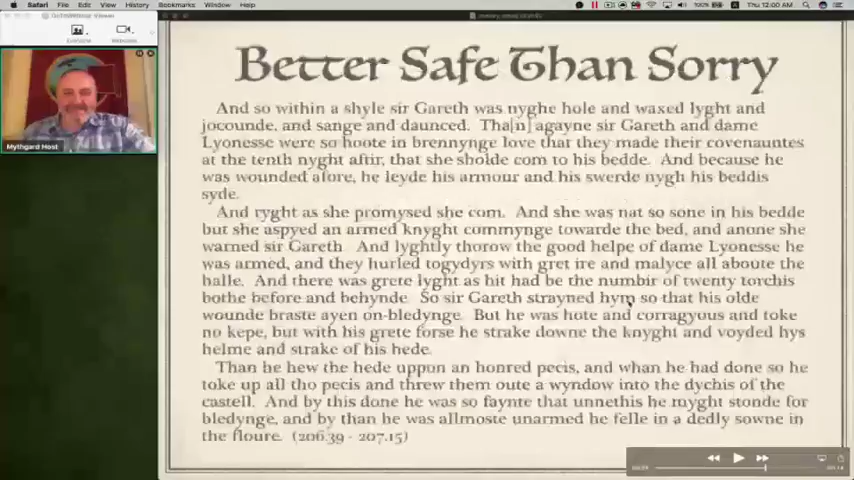 Safari File Edit View History Bookmarks Window Help
100%
Thu 12:00 AM
GoToWebinar Viewer
Webcams
Mythgard Host
Better Safe Than Sorry
And so within a shyle sir Gareth was nyghe hole and waxed lyght and
jocounde, and sange and daunced. Tha[n] agayne sir Gareth and dame
Lyonesse were so hoote in brennynge love that they made their covenauntes
at the tenth nyght aftir, that she sholde com to his bedde. And because he
was wounded afore, he leyde his armour and his swerde nygh his beddis
syde.
And ryght as she promysed she com. And she was nat so sone in his bedde
but she aspyed an armed knyght commynge towarde the bed, and anone she
warned sir Gareth. And lyghtly thorow the good helpe of dame Lyonesse he
was armed, and they hurled togydyrs with gret ire and malyce all aboute the
halle. And there was grete lyght as hit had be the numbir of twenty torchis
bothe before and behynde. So sir Gareth strayned hym so that his olde
wounde braste ayen on-bledynge. But he was hote and corragyous and toke
no kepe, but with his grete forse he strake downe the knyght and voyded hys
helme and strake of his hede.
Than he hew the hede uppon an honred pecis, and whan he had done so he
toke up all tho pecis and threw them oute a wyndow into the dychis of the
castell. And by this done he was so faynte that unnethis he myght stonde for
bledynge, and by than he was allmoste unarmed he felle in a dedly sowne in
the floure. (206.39 - 207.15)